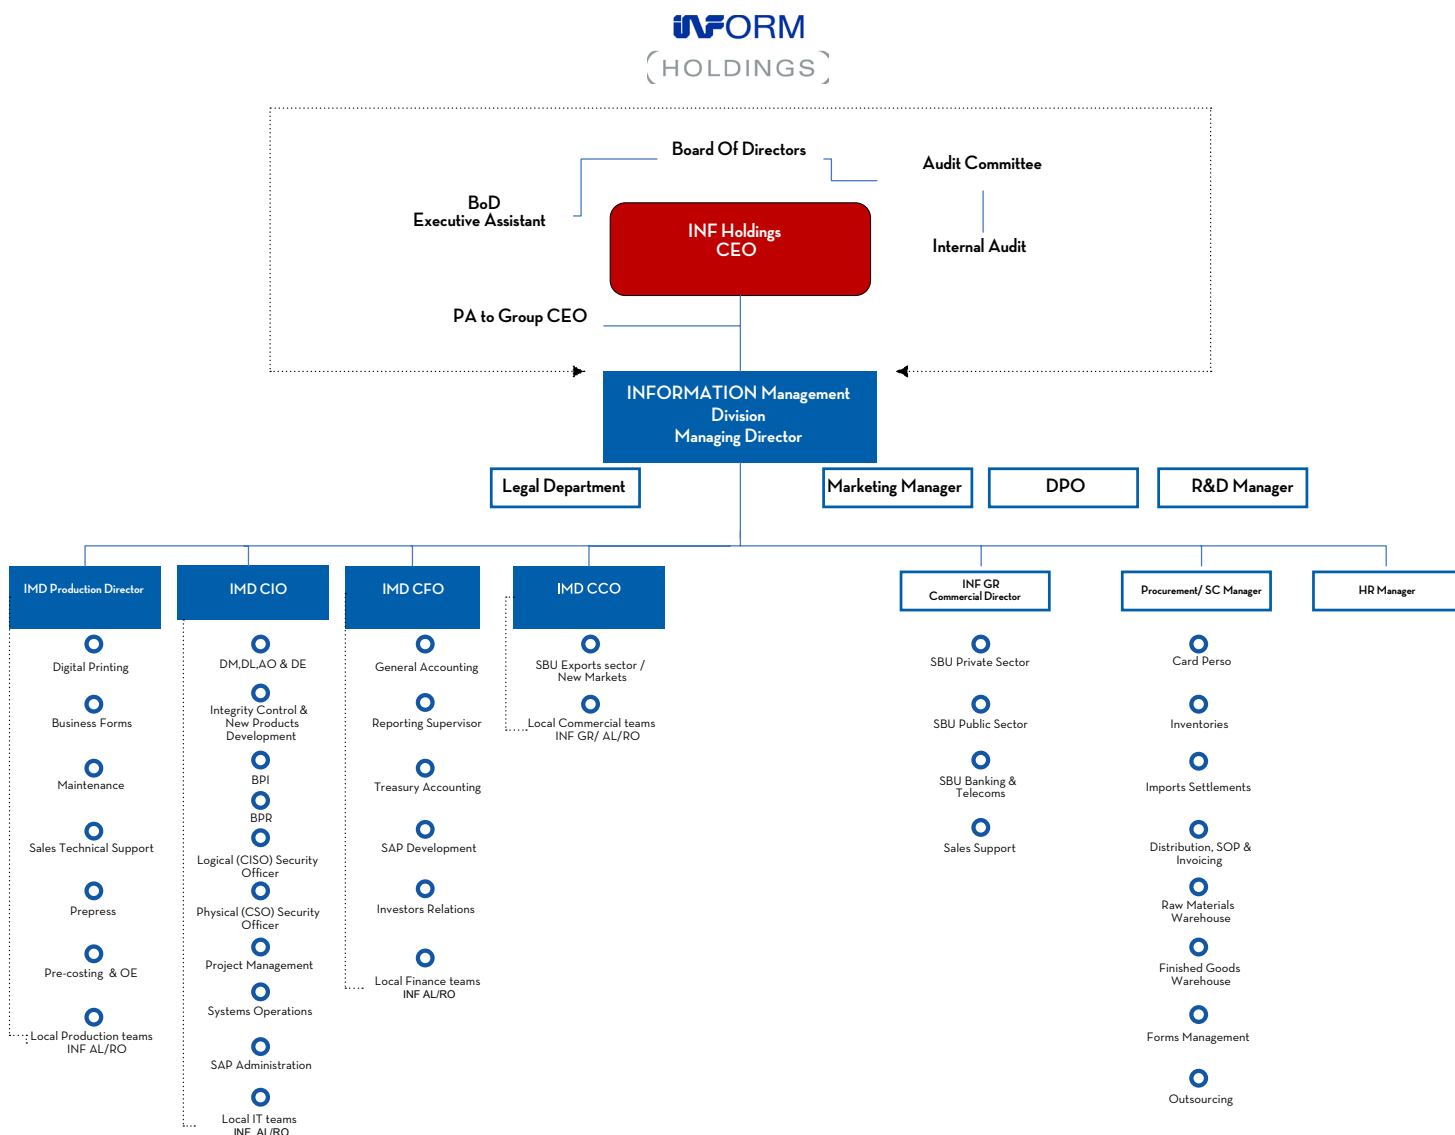 INFORM
HOLDINGS
Board Of Directors
Audit Committee
BoD
Executive Assistant
INF Holdings
CEO
Internal Audit
PA to Group CEO
INFORMATION Management
Division
Managing Director
Legal Department
Marketing Manager
DPO
R&D Manager
IMD Production Director
Digital Printing
Business Forms
Maintenance
Sales Technical Support
Prepress
Pre-costing & OE
Local Production teams
INF AL/RO
IMD CIO
DM,DL,AO & DE
Integrity Control &
New Products
Development
BPI
BPR
Logical (CISO) Security
Officer
Physical (CSO) Security
Officer
Project Management
Systems Operations
SAP Administration
Local IT teams
INF AL/RO
IMD CFO
General Accounting
Reporting Supervisor
Treasury Accounting
SAP Development
Investors Relations
Local Finance teams
INF AL/RO
IMD CCO
SBU Exports sector /
New Markets
Local Commercial teams
INF GR/ AL/RO
INF GR
Commercial Director
SBU Private Sector
SBU Public Sector
SBU Banking &
Telecoms
Sales Support
Procurement/ SC Manager
Card Perso
Inventories
Imports Settlements
Distribution, SOP &
Invoicing
Raw Materials
Warehouse
Finished Goods
Warehouse
Forms Management
Outsourcing
HR Manager